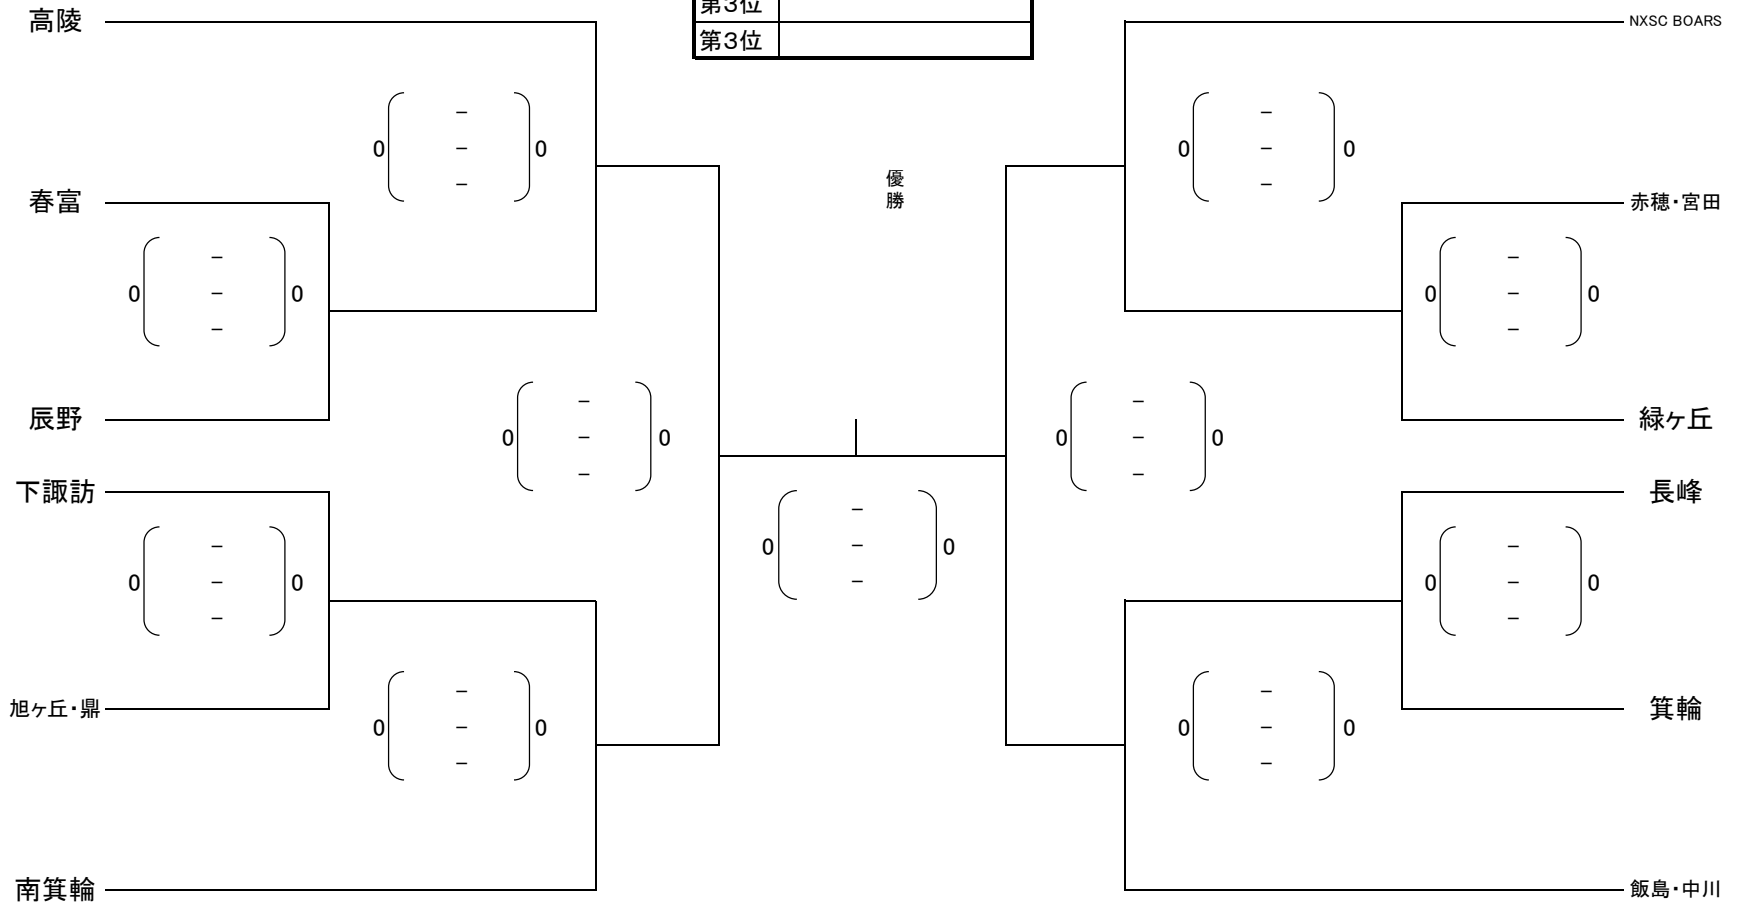 第3位
第3位
高陵
NXSC BOARS
－
－
0 － 0
0 － 0
－
－
優勝
春富
赤穂・宮田
－
－
0 － 0
0 － 0
－
－
辰野
緑ヶ丘
－
－
0 － 0
0 － 0
－
－
下諏訪
長峰
－
0 － 0
－
－
－
0 － 0
0 － 0
－
－
旭ヶ丘・鼎
箕輪
－
－
0 － 0
0 － 0
－
－
南箕輪
飯島・中川